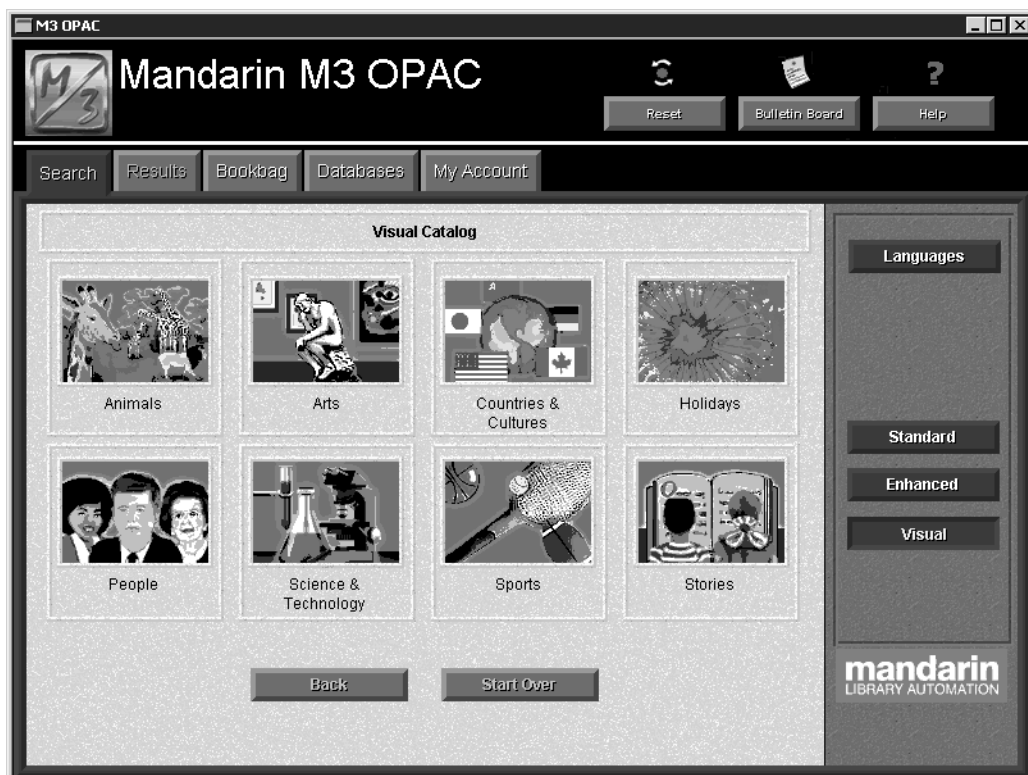 M3 OPAC
M/3
Mandarin M3 OPAC
Reset
Bulletin Board
?
Help
Search
Results
Bookbag
Databases
My Account
Visual Catalog
Languages
Animals
Arts
Countries &
Cultures
Holidays
Standard
Enhanced
Visual
People
Science &
Technology
Sports
Stories
Back
Start Over
mandarin
LIBRARY AUTOMATION